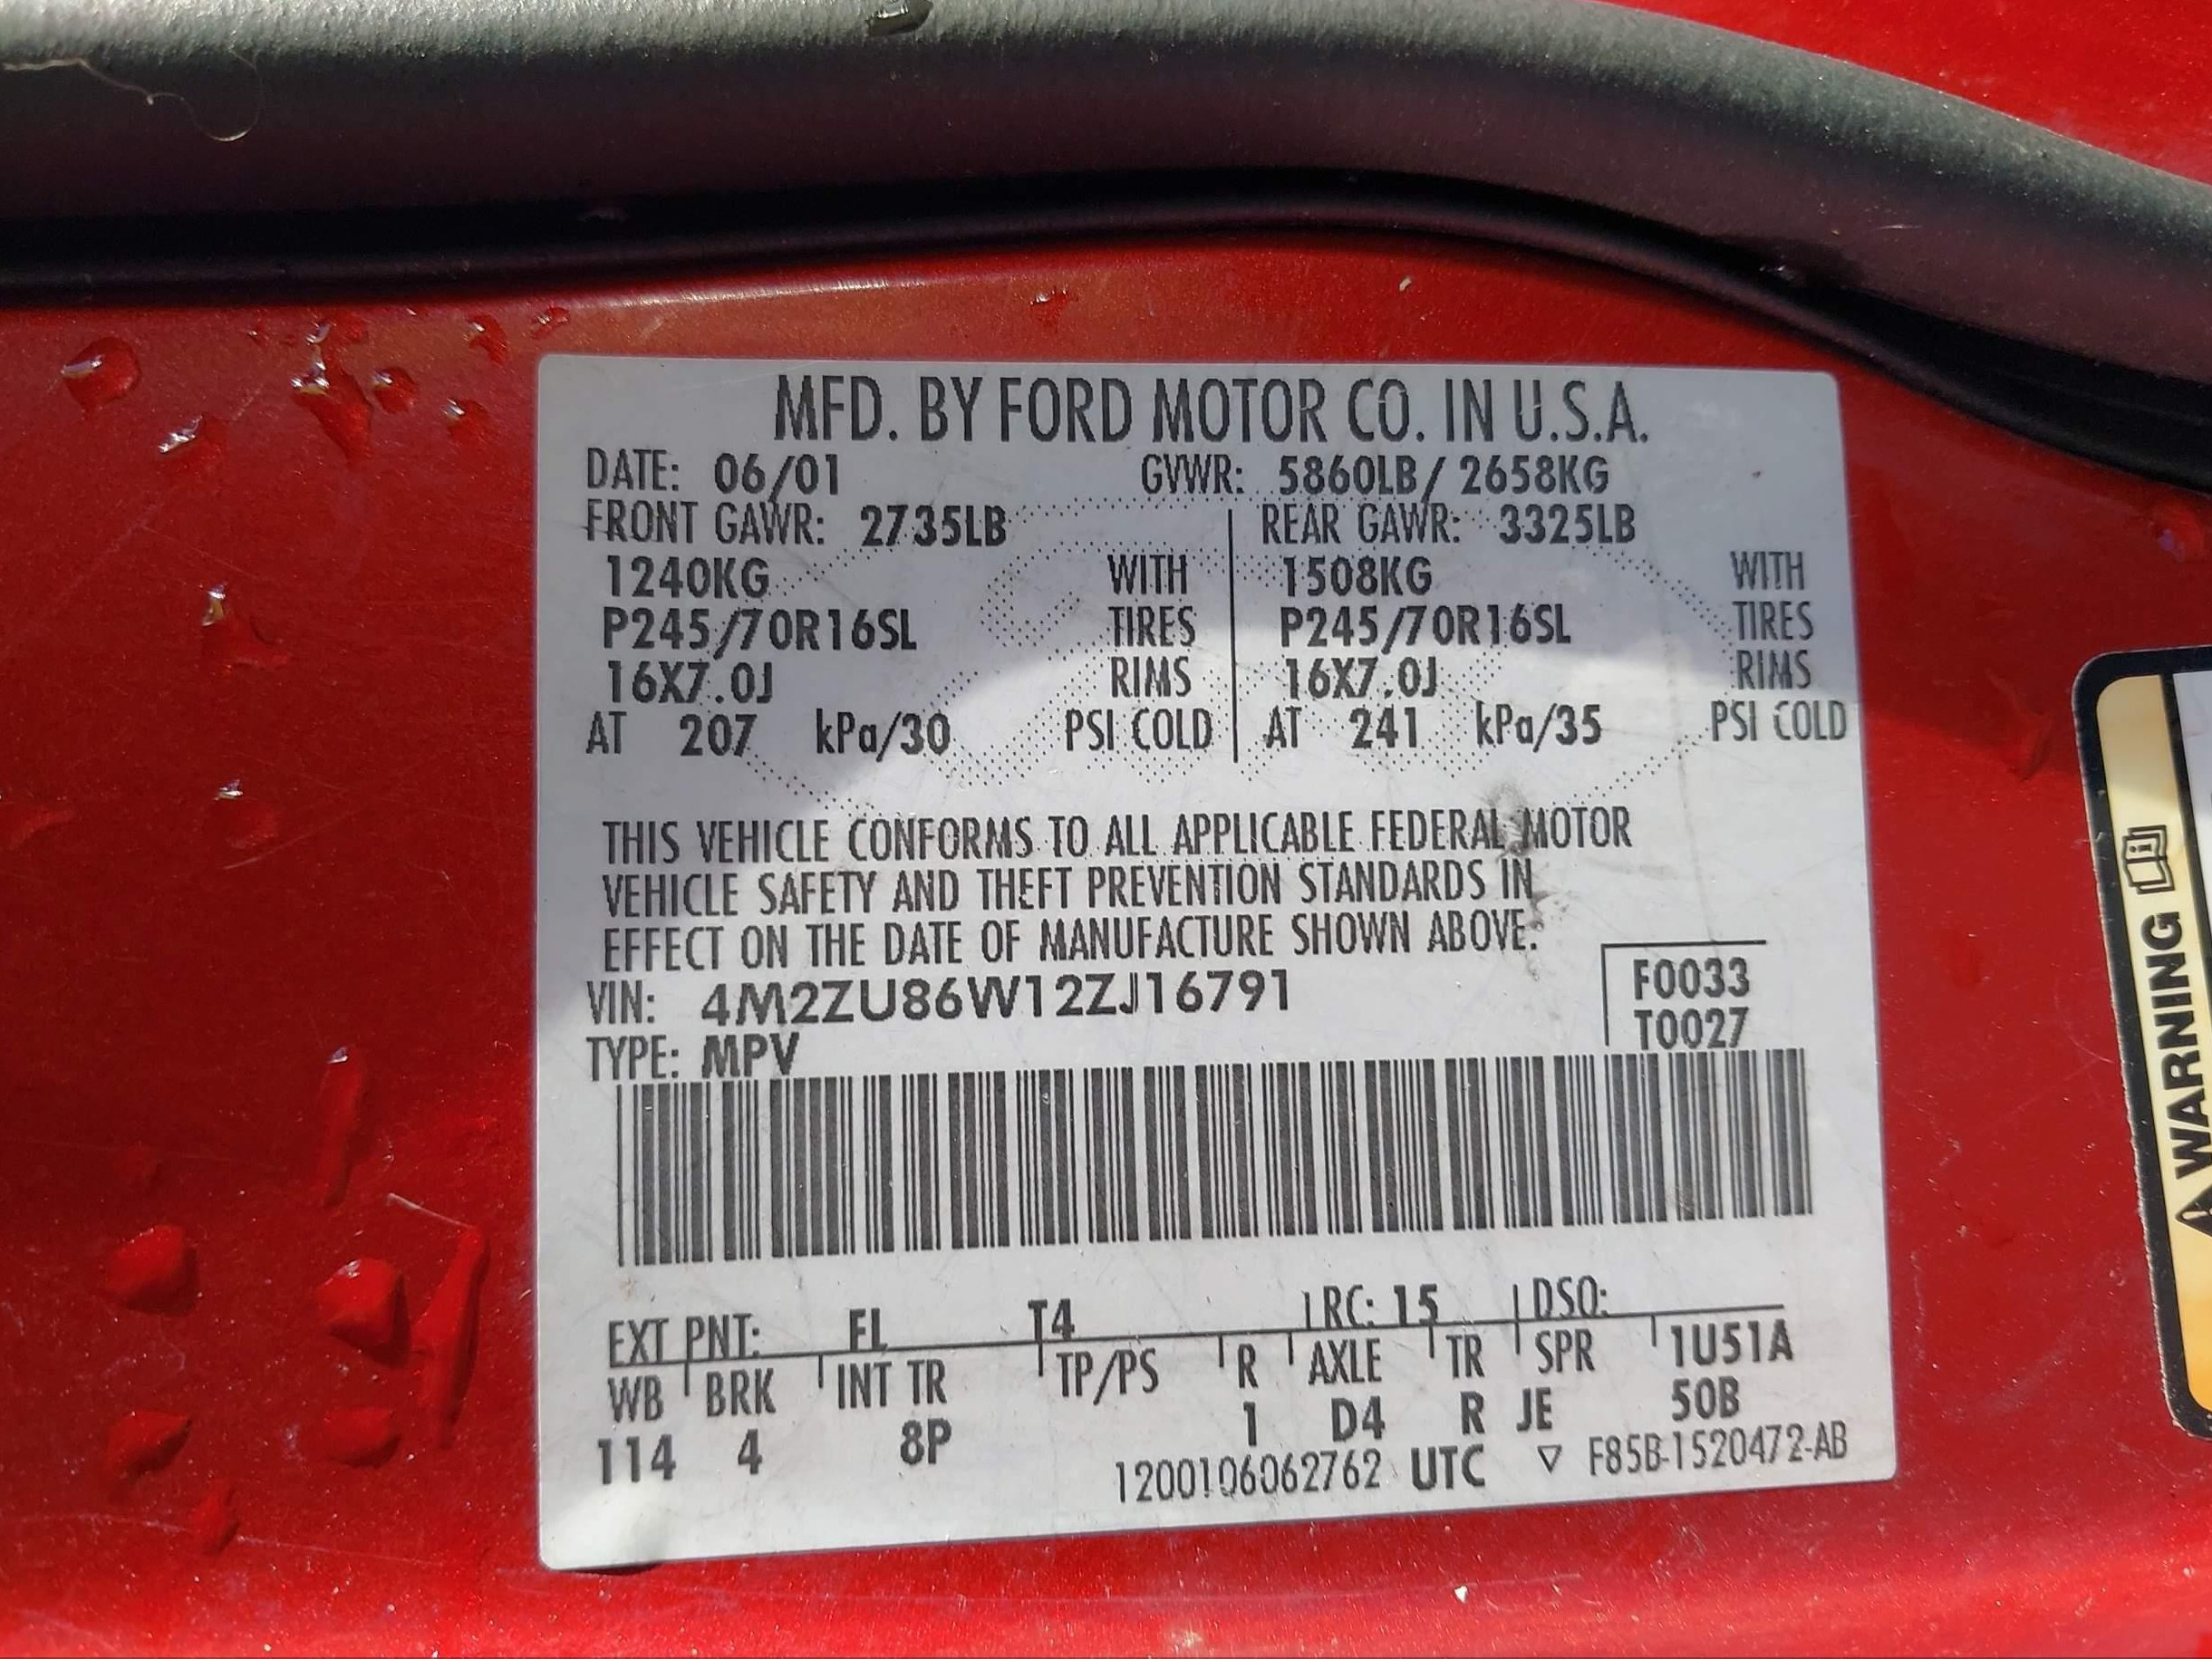 MFD. BY FORD MOTOR CO. IN U.S.A.
DATE: 06/01 GVWR: 5860LB/ 2658KG
FRONT GAWR: 2735LB REAR GAWR: 3325LB
1240KG WITH 1508KG WITH
P245/70R16SL TIRES P245/70R16SL TIRES
16X7.0J RIMS 16X7.0J RIMS
AT 207 kPa/30 PSI COLD AT 241 kPa/35 PSI COLD
THIS VEHICLE CONFORMS TO ALL APPLICABLE FEDERAL MOTOR
VEHICLE SAFETY AND THEFT PREVENTION STANDARDS IN
EFFECT ON THE DATE OF MANUFACTURE SHOWN ABOVE.
VIN: 4M2ZU86W12ZJ16791
F0033
T0027
TYPE: MPV
EXT PNT: EL T4 RC: 15 DSO:
WB BRK INT TR TP/PS R AXLE TR SPR 1U51A
114 4 8P 1 D4 R JE 50B
1200106062762 UTC ▽ F85B-1520472-AB
WARNING